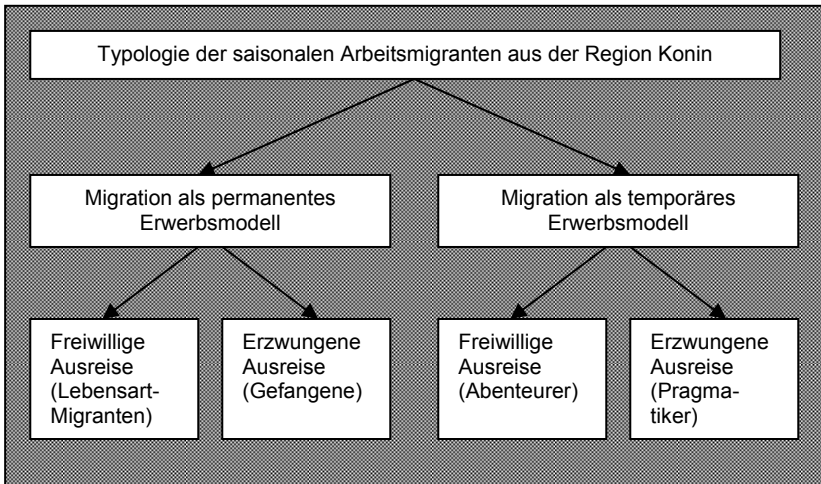 Typologie der saisonalen Arbeitsmigranten aus der Region Konin
Migration als permanentes
Erwerbsmodell
Migration als temporäres
Erwerbsmodell
Freiwillige
Ausreise
(Lebensart-
Migranten)
Erzwungene
Ausreise
(Gefangene)
Freiwillige
Ausreise
(Abenteurer)
Erzwungene
Ausreise
(Pragma-
tiker)